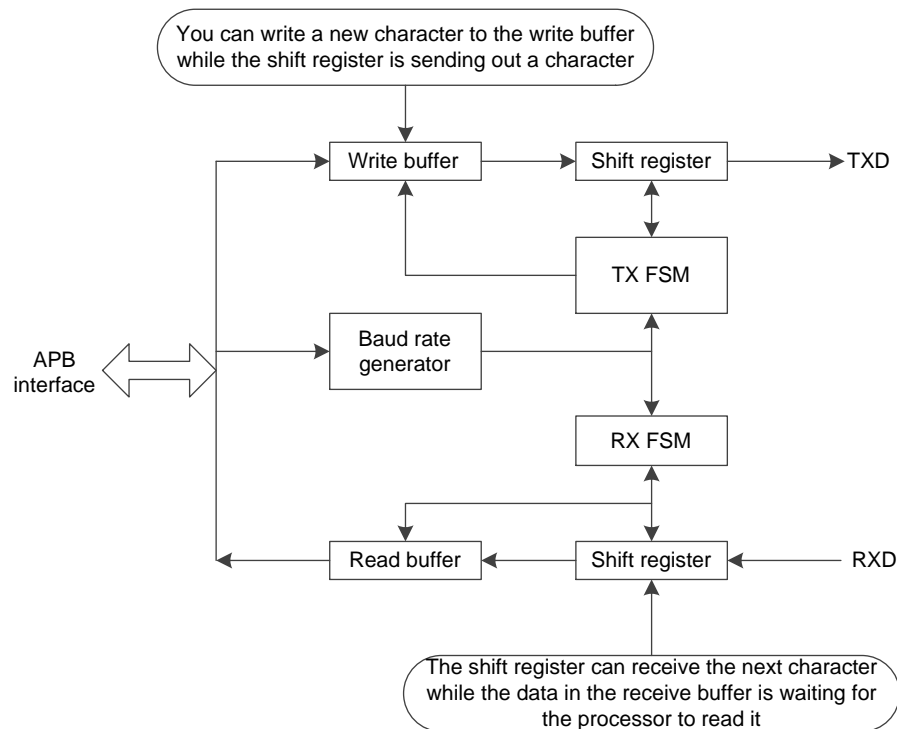 You can write a new character to the write buffer
while the shift register is sending out a character
Write buffer
Shift register
TXD
TX FSM
Baud rate
generator
APB
interface
RX FSM
Read buffer
Shift register
RXD
The shift register can receive the next character
while the data in the receive buffer is waiting for
the processor to read it